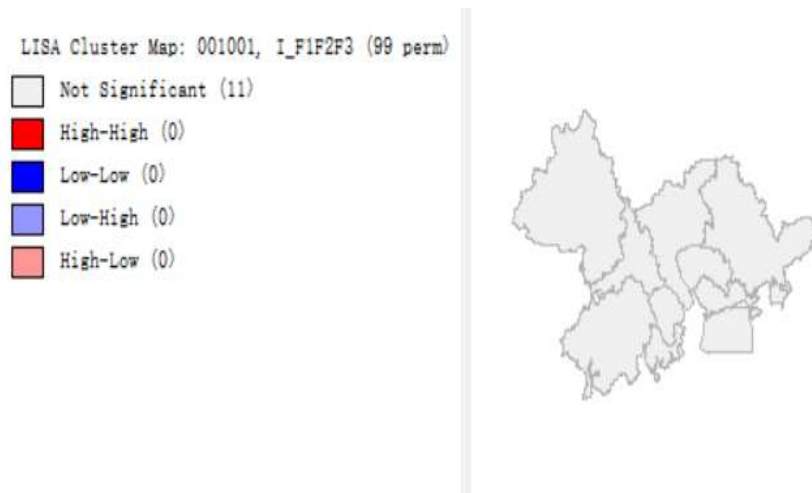 LISA Cluster Map: 001001, I_F1F2F3 (99 perm)
Not Significant (11)
High-High (0)
Low-Low (0)
Low-High (0)
High-Low (0)